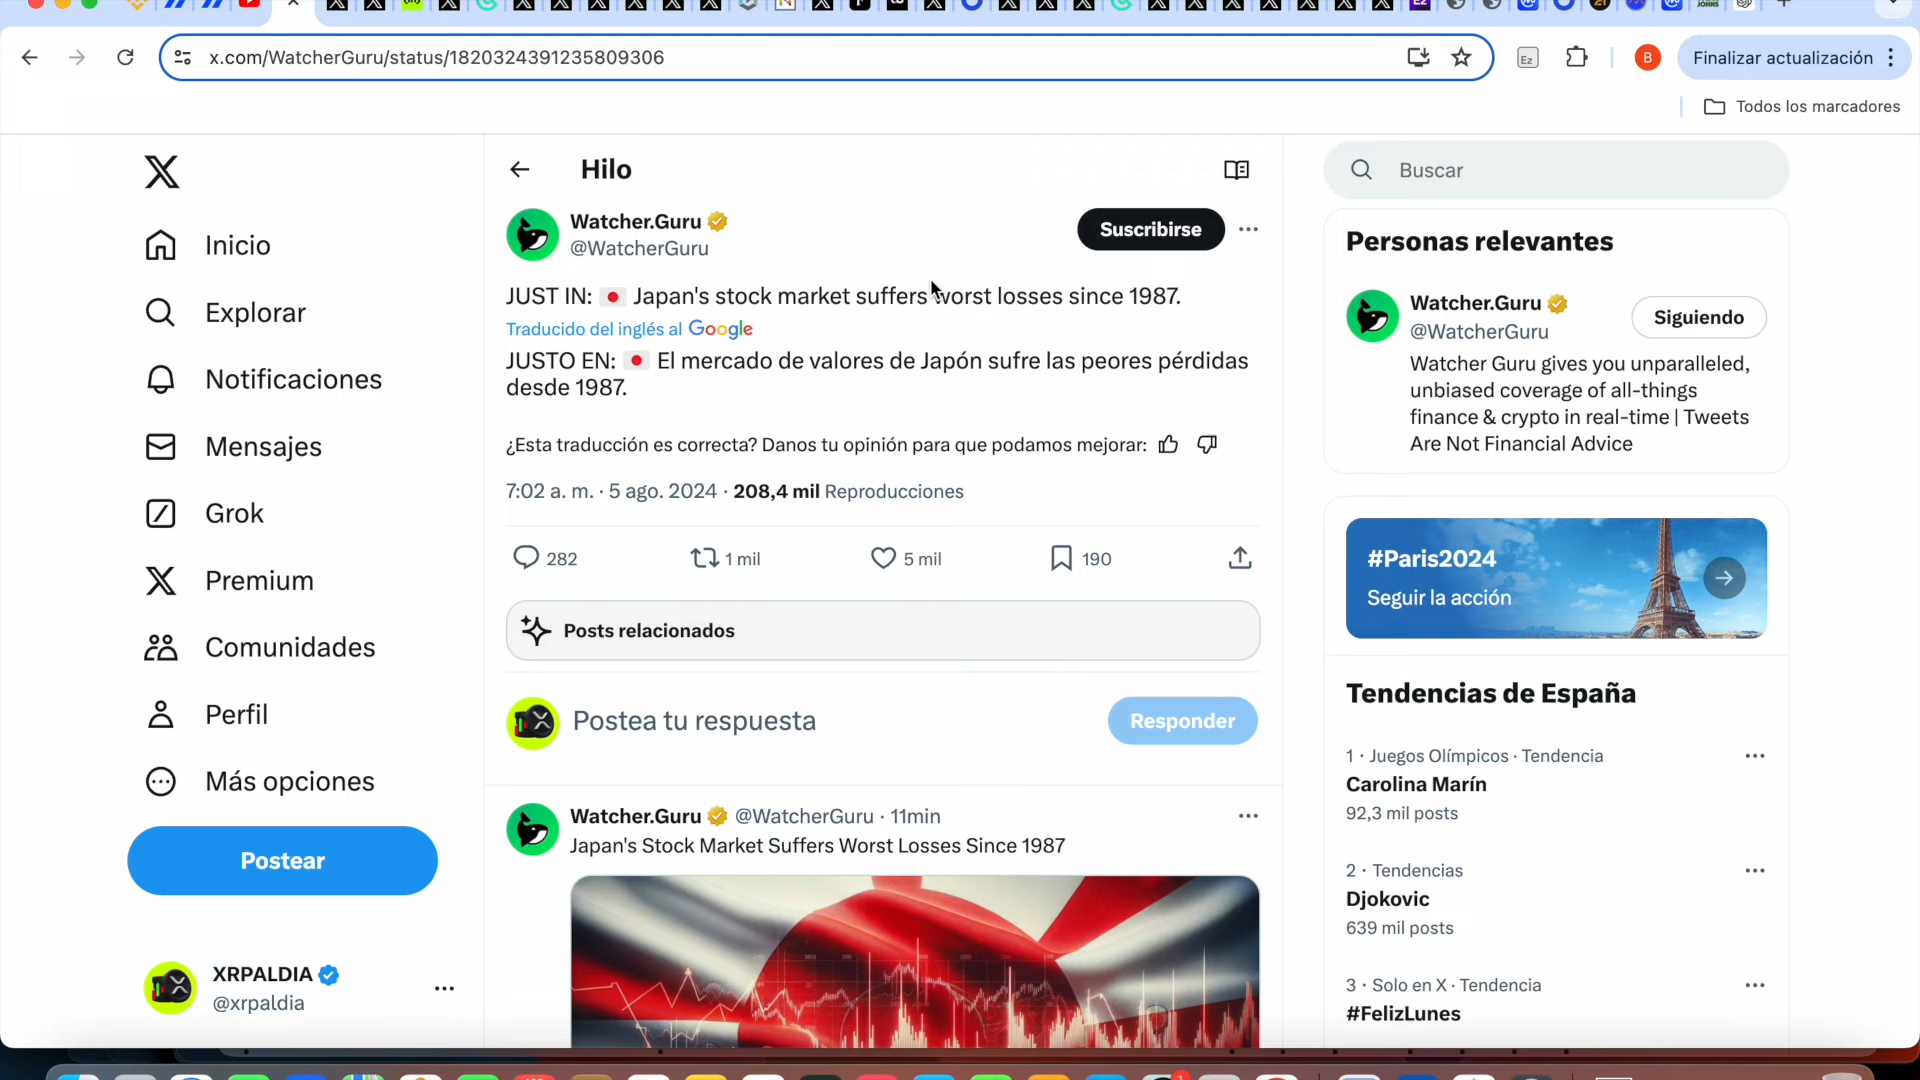 x.com/WatcherGuru/status/1820324391235809306
Ez
B
Finalizar actualización
Todos los marcadores
Inicio
Explorar
Notificaciones
Mensajes
Grok
Premium
Comunidades
Perfil
Más opciones
Postear
XRPALDIA
@xrpaldia
Hilo
Watcher.Guru
@WatcherGuru
Suscribirse
JUST IN: 🇯🇵 Japan's stock market suffers worst losses since 1987.
Traducido del inglés al Google
JUSTO EN: 🇯🇵 El mercado de valores de Japón sufre las peores pérdidas
desde 1987.
¿Esta traducción es correcta? Danos tu opinión para que podamos mejorar:
7:02 a. m. · 5 ago. 2024 · 208,4 mil Reproducciones
282 1 mil 5 mil 190
Posts relacionados
Postea tu respuesta
Responder
Watcher.Guru @WatcherGuru · 11min
Japan's Stock Market Suffers Worst Losses Since 1987
Buscar
Personas relevantes
Watcher.Guru
@WatcherGuru
Siguiendo
Watcher Guru gives you unparalleled,
unbiased coverage of all-things
finance & crypto in real-time | Tweets
Are Not Financial Advice
#Paris2024
Seguir la acción
Tendencias de España
1 · Juegos Olímpicos · Tendencia
Carolina Marín
92,3 mil posts
2 · Tendencias
Djokovic
639 mil posts
3 · Solo en X · Tendencia
#FelizLunes